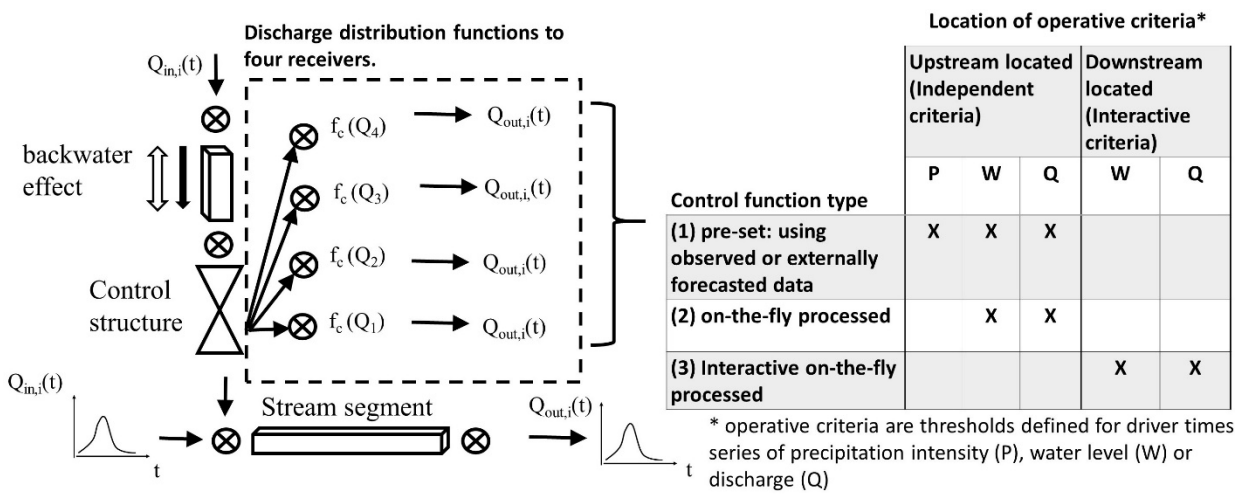 Discharge distribution functions to
four receivers.
Q_in,i(t)
backwater
effect
Control
structure
f_c (Q_4)
Q_out,i(t)
f_c (Q_3)
Q_out,i,(t)
f_c (Q_2)
Q_out,i(t)
f_c (Q_1)
Q_out,i(t)
Q_in,i(t)
t
Stream segment
Q_out,i(t)
t
Location of operative criteria*
Upstream located
(Independent
criteria)
Downstream
located
(Interactive
criteria)
P W Q W Q
Control function type
(1) pre-set: using
observed or externally
forecasted data
X X X
(2) on-the-fly processed
X X
(3) Interactive on-the-fly
processed
X X
* operative criteria are thresholds defined for driver times
series of precipitation intensity (P), water level (W) or
discharge (Q)